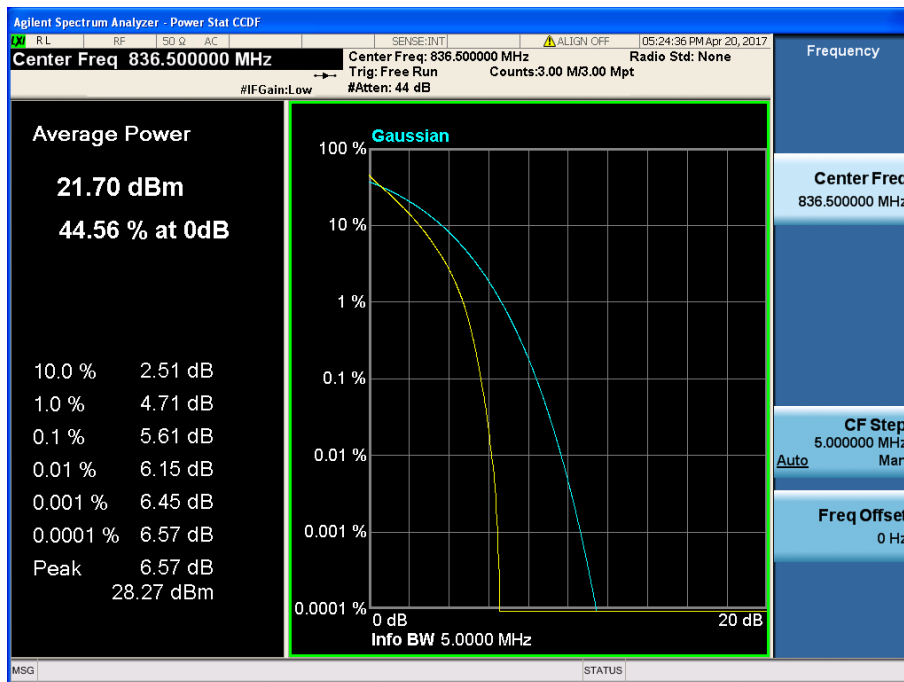 Agilent Spectrum Analyzer - Power Stat CCDF
LXI RL RF 50 Ω AC SENSE:INT ALIGN OFF 05:24:36 PM Apr 20, 2017
Center Freq 836.500000 MHz
Center Freq: 836.500000 MHz Radio Std: None
Trig: Free Run Counts:3.00 M/3.00 Mpt
#IFGain:Low #Atten: 44 dB
Average Power
21.70 dBm
44.56 % at 0dB
10.0 % 2.51 dB
1.0 % 4.71 dB
0.1 % 5.61 dB
0.01 % 6.15 dB
0.001 % 6.45 dB
0.0001 % 6.57 dB
Peak 6.57 dB
28.27 dBm
Gaussian
100 %
10 %
1 %
0.1 %
0.01 %
0.001 %
0.0001 %
0 dB 20 dB
Info BW 5.0000 MHz
Frequency
Center Freq
836.500000 MHz
CF Step
5.000000 MHz
Auto Man
Freq Offset
0 Hz
MSG STATUS